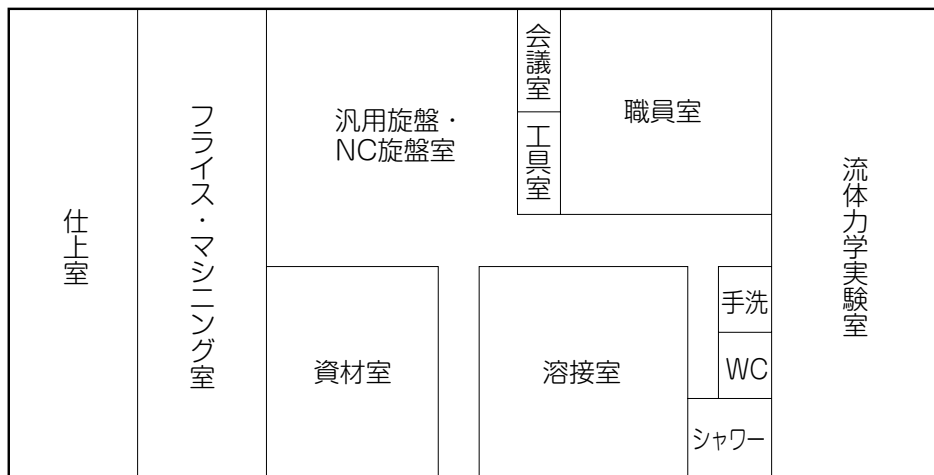 仕上室
フライス・マシニング室
汎用旋盤・
NC旋盤室
会議室
工具室
職員室
資材室
溶接室
手洗
WC
シャワー
流体力学実験室